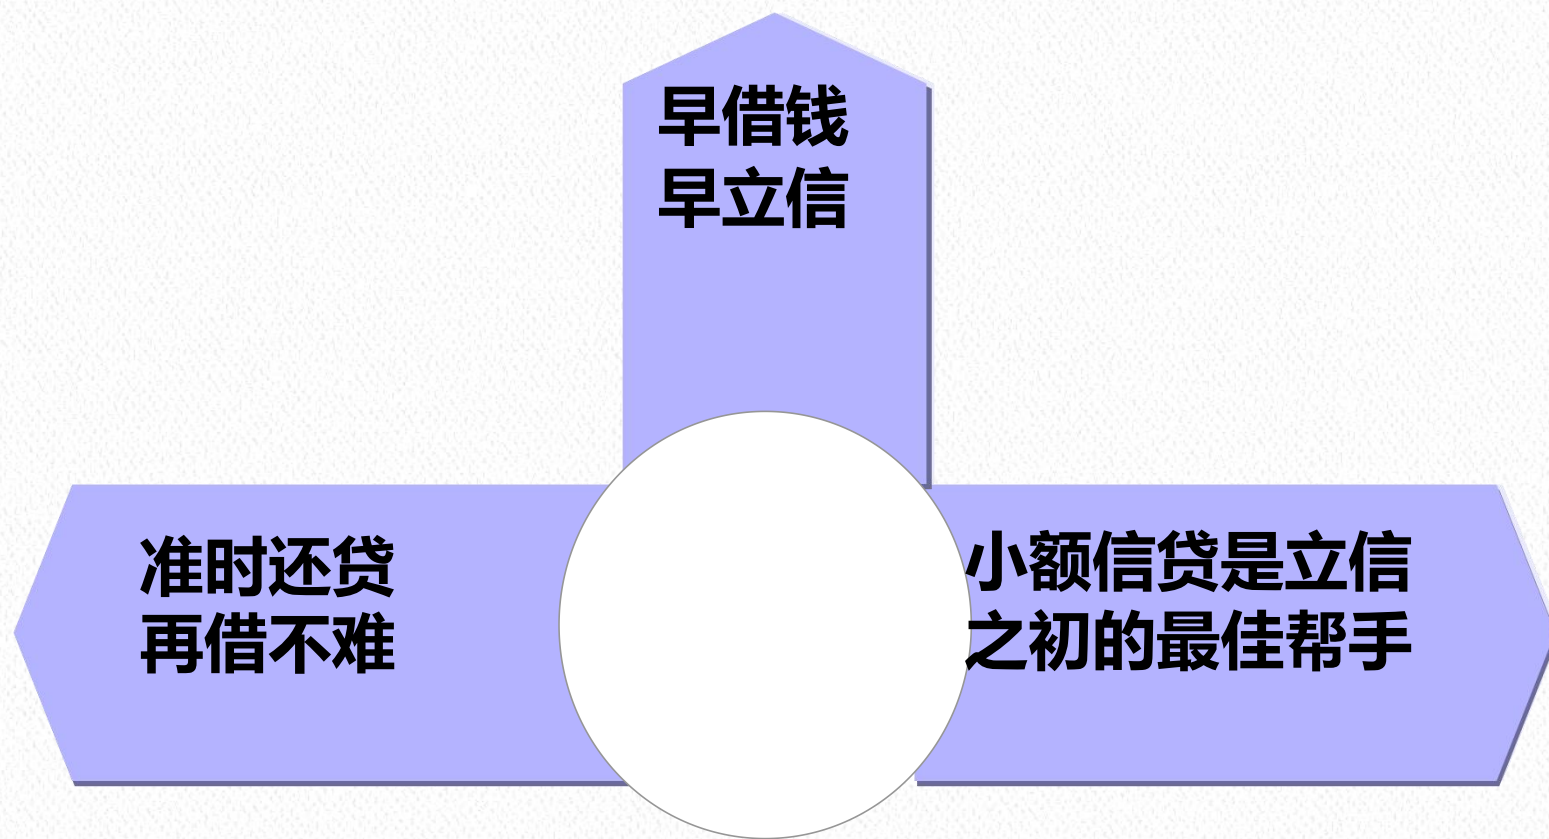 早借钱
早立信
准时还贷
再借不难
小额信贷是立信
之初的最佳帮手